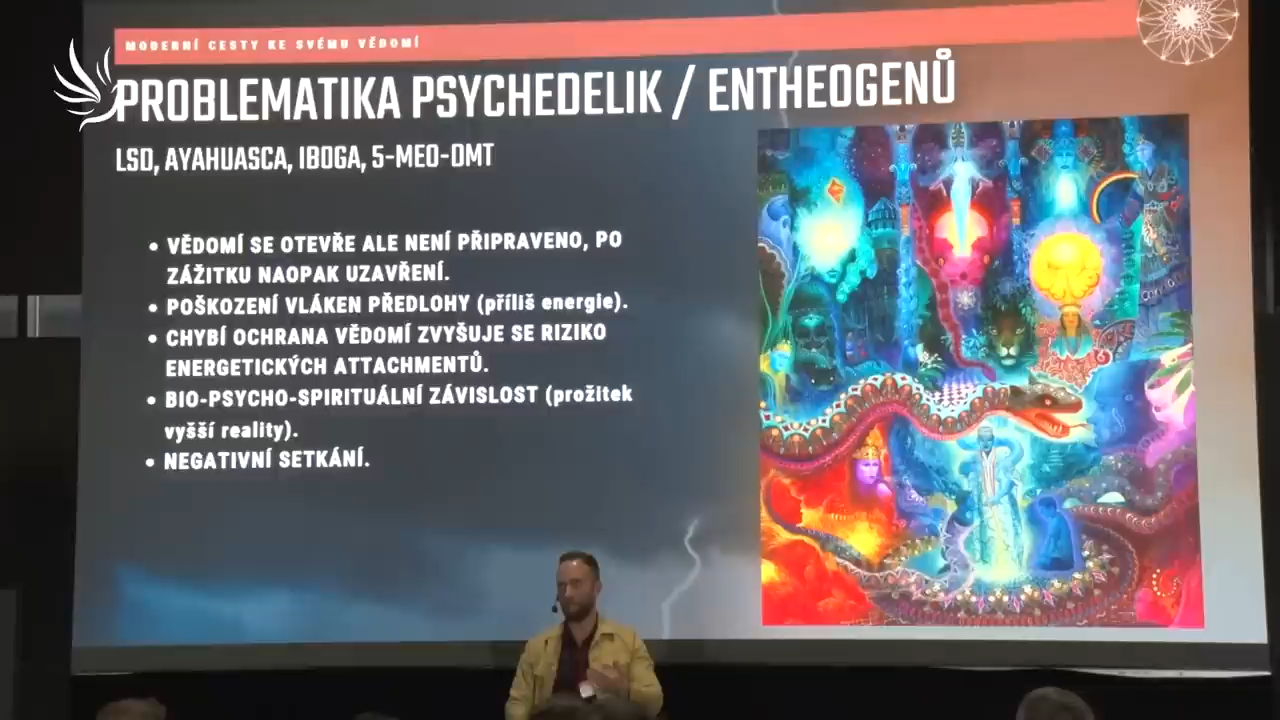 MODERNÍ CESTY KE SVÉMU VĚDOMÍ
PROBLEMATIKA PSYCHEDELIK / ENTHEOGENŮ
LSD, AYAHUASCA, IBOGA, 5-MEO-DMT
• VĚDOMÍ SE OTEVŘE ALE NENÍ PŘIPRAVENO, PO
ZÁŽITKU NAOPAK UZAVŘENÍ.
• POŠKOZENÍ VLÁKEN PŘEDLOHY (příliš energie).
• CHYBÍ OCHRANA VĚDOMÍ ZVYŠUJE SE RIZIKO
ENERGETICKÝCH ATTACHMENTŮ.
• BIO-PSYCHO-SPIRITUÁLNÍ ZÁVISLOST (prožitek
vyšší reality).
• NEGATIVNÍ SETKÁNÍ.